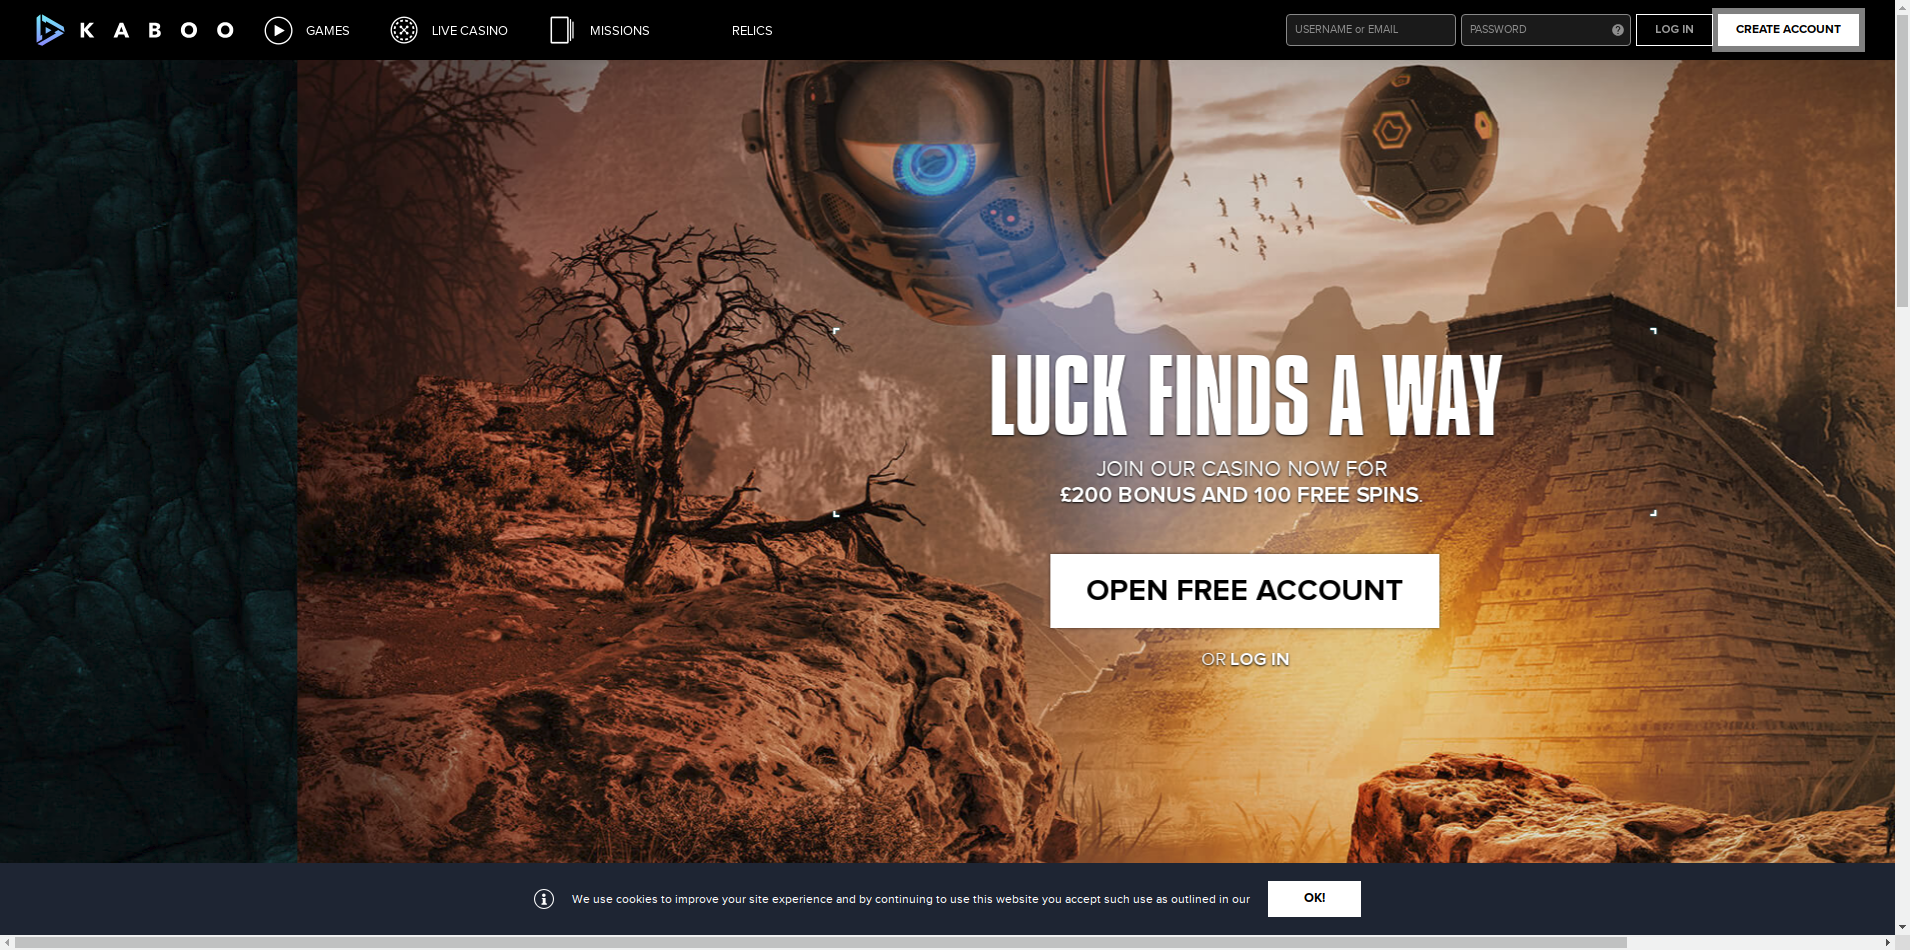 KABOO
GAMES
LIVE CASINO
MISSIONS
RELICS
USERNAME or EMAIL
PASSWORD
?
LOG IN
CREATE ACCOUNT
LUCK FINDS A WAY
JOIN OUR CASINO NOW FOR
£200 BONUS AND 100 FREE SPINS.
OPEN FREE ACCOUNT
OR LOG IN
We use cookies to improve your site experience and by continuing to use this website you accept such use as outlined in our
OK!